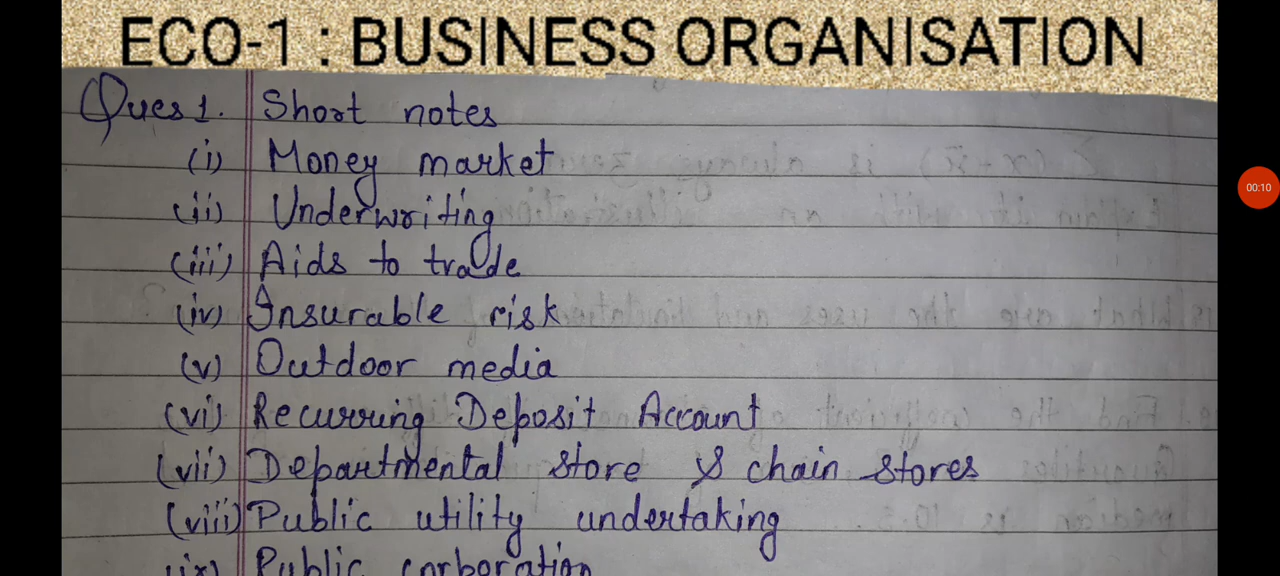 ECO-1 : BUSINESS ORGANISATION
Ques 1. Short notes
(i) Money market
(ii) Underwriting
(iii) Aids to trade
(iv) Insurable risk
(v) Outdoor media
(vi) Recurring Deposit Account
(vii) Departmental store & chain stores
(viii) Public utility undertaking
(ix) Public corporation
00:10